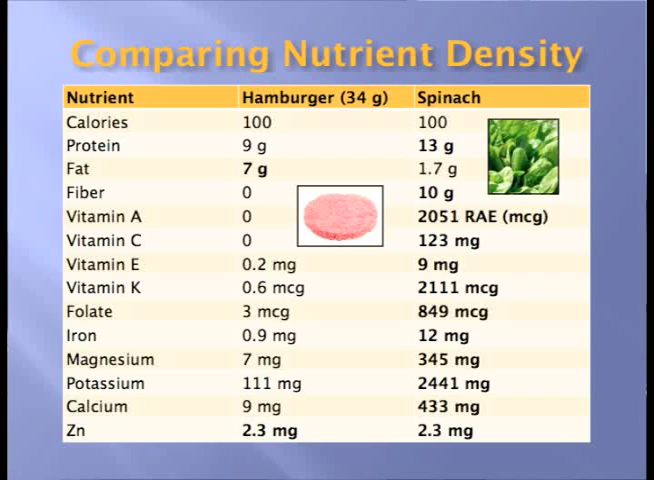 Comparing Nutrient Density
Nutrient Hamburger (34 g) Spinach
Calories 100 100
Protein 9 g 13 g
Fat 7 g 1.7 g
Fiber 0 10 g
Vitamin A 0 2051 RAE (mcg)
Vitamin C 0 123 mg
Vitamin E 0.2 mg 9 mg
Vitamin K 0.6 mcg 2111 mcg
Folate 3 mcg 849 mcg
Iron 0.9 mg 12 mg
Magnesium 7 mg 345 mg
Potassium 111 mg 2441 mg
Calcium 9 mg 433 mg
Zn 2.3 mg 2.3 mg